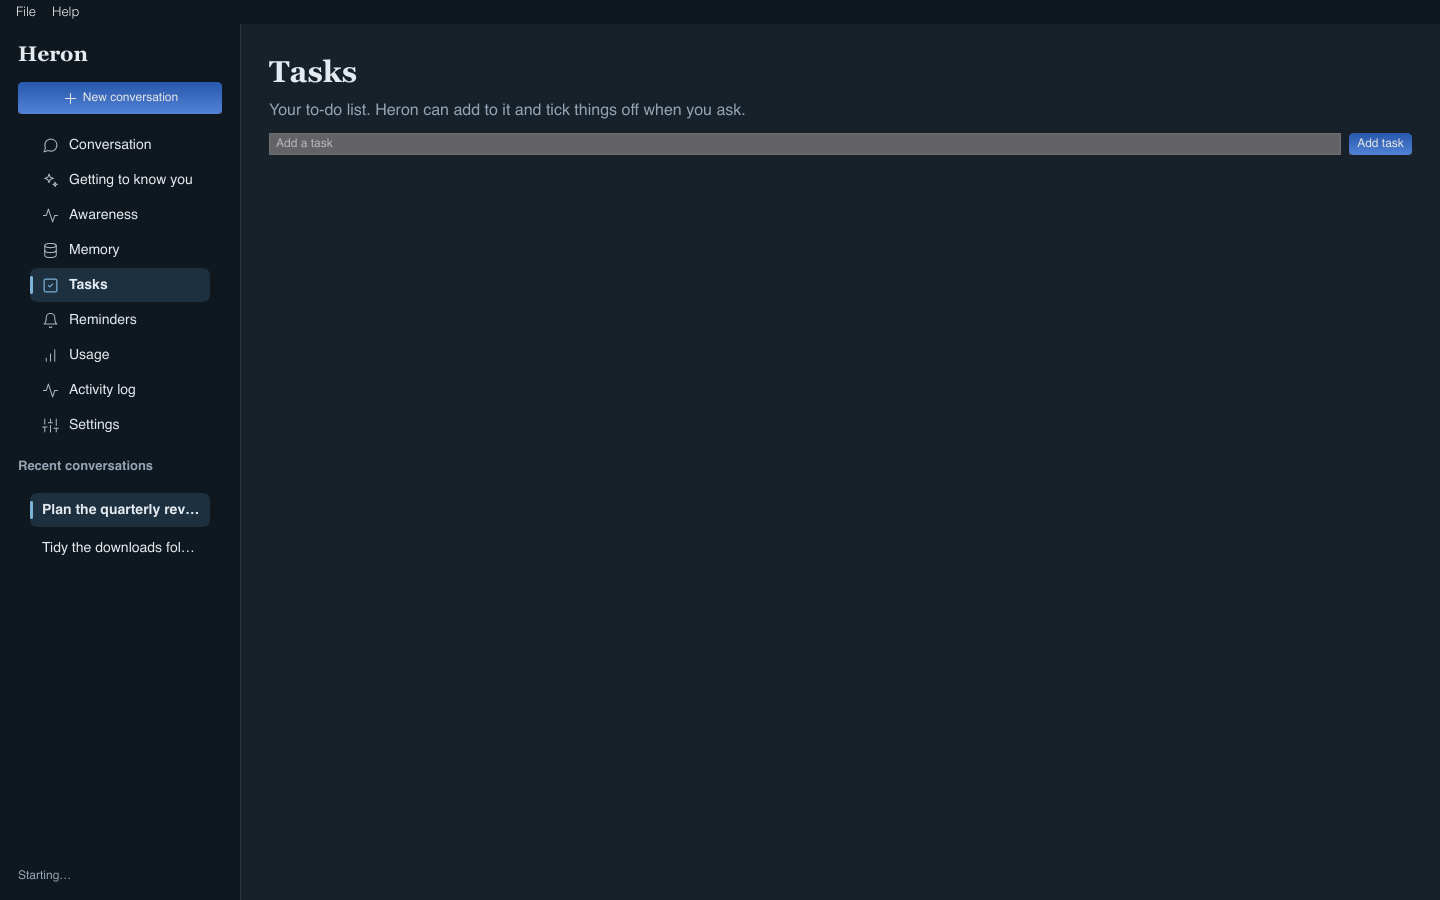 File Help
Heron
New conversation
Conversation
Getting to know you
Awareness
Memory
Tasks
Reminders
Usage
Activity log
Settings
Recent conversations
Plan the quarterly rev…
Tidy the downloads fol…
Starting…
Tasks
Your to-do list. Heron can add to it and tick things off when you ask.
Add a task
Add task